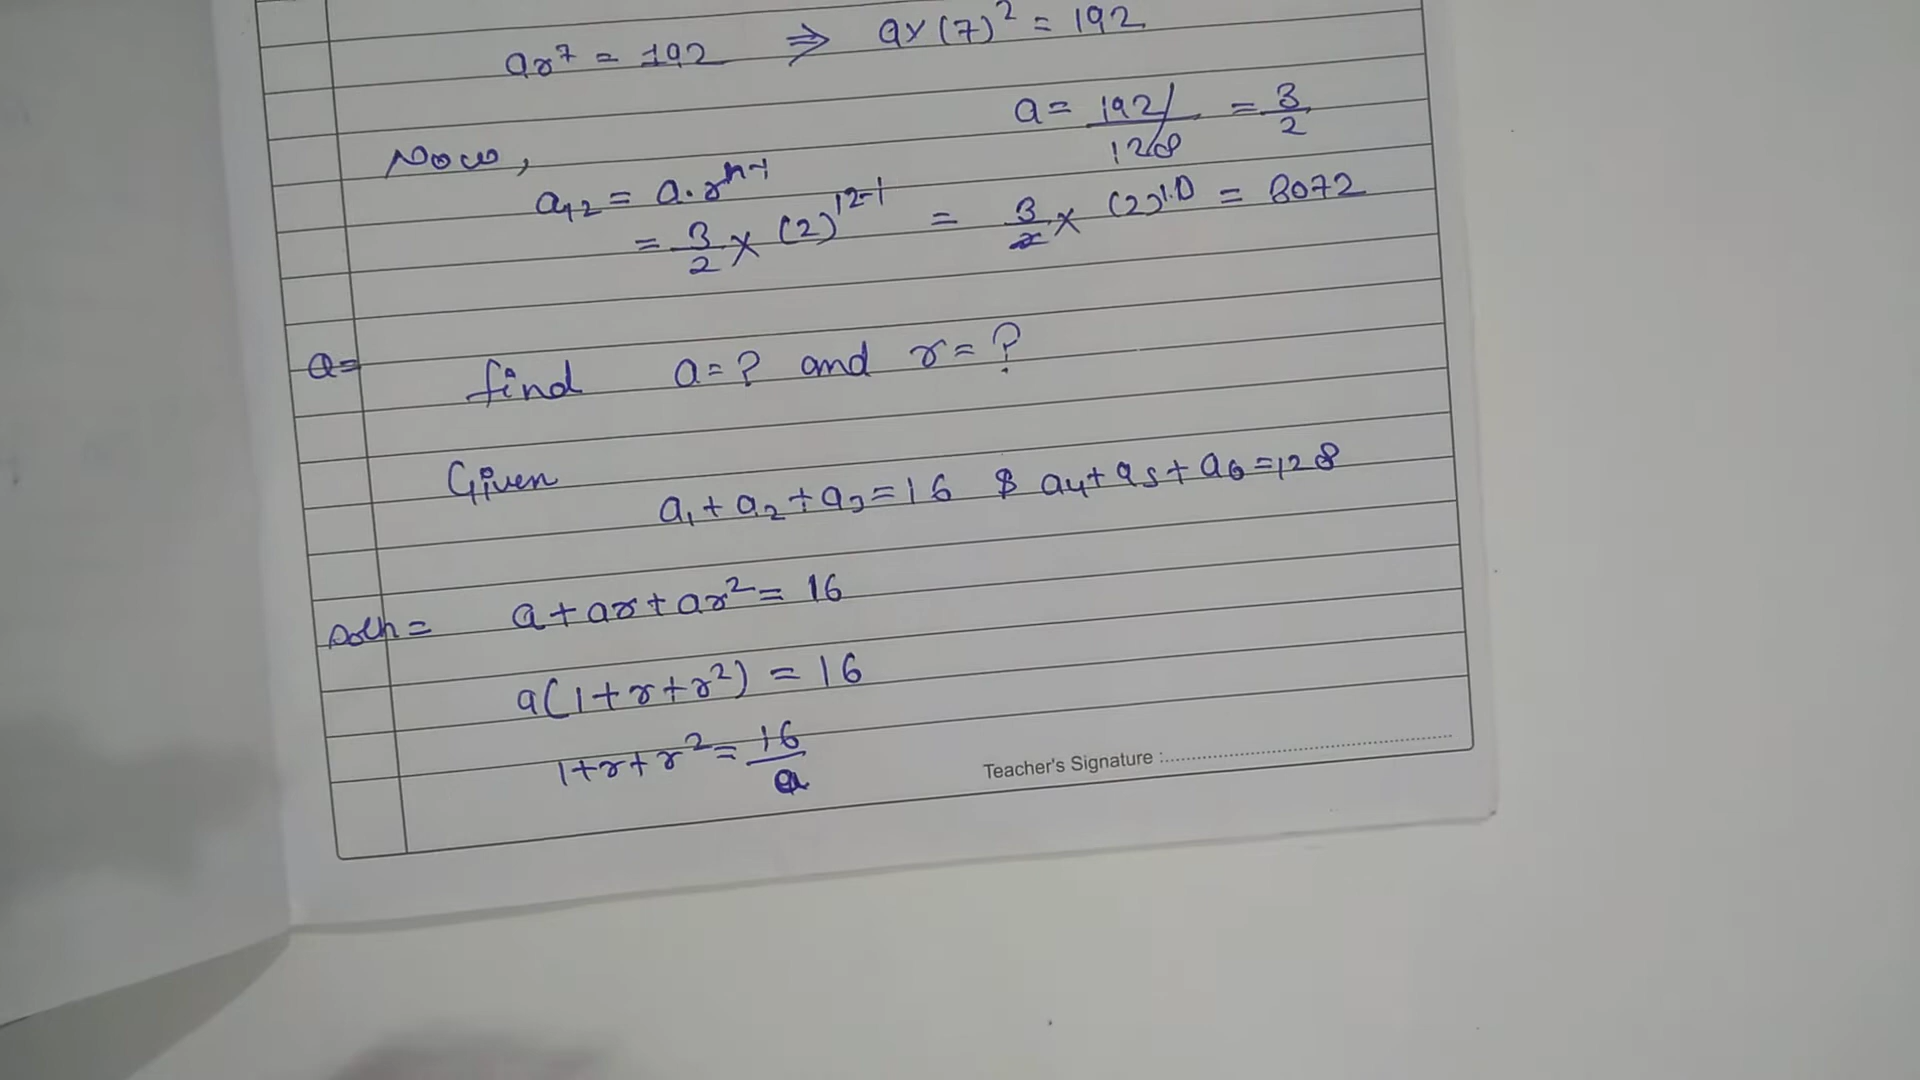 ar⁷ = 192 ⇒ a×(7)² = 192
a = 192/128 = 3/2
Now,
a₁₂ = a·rⁿ⁻¹
= 3/2 × (2)¹²⁻¹ = 3/2 × (2)¹·⁰ = 3072
Q= find a=? and r=?
Given
a₁ + a₂ + a₃ = 16 & a₄ + a₅ + a₆ = 128
Soln = a + ar + ar² = 16
a(1 + r + r²) = 16
1 + r + r² = 16/a
Teacher's Signature :